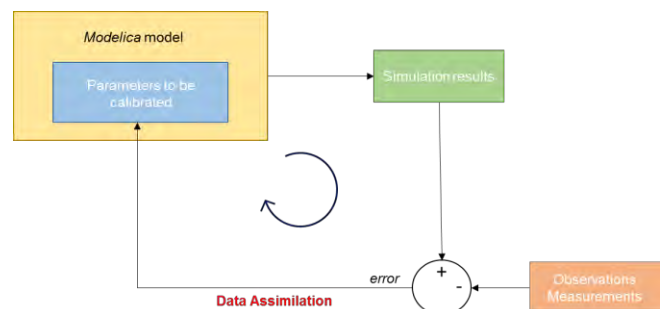 Modelica model
Parameters to be
calibrated
Simulation results
+
-
error
Observations
Measurements
Data Assimilation